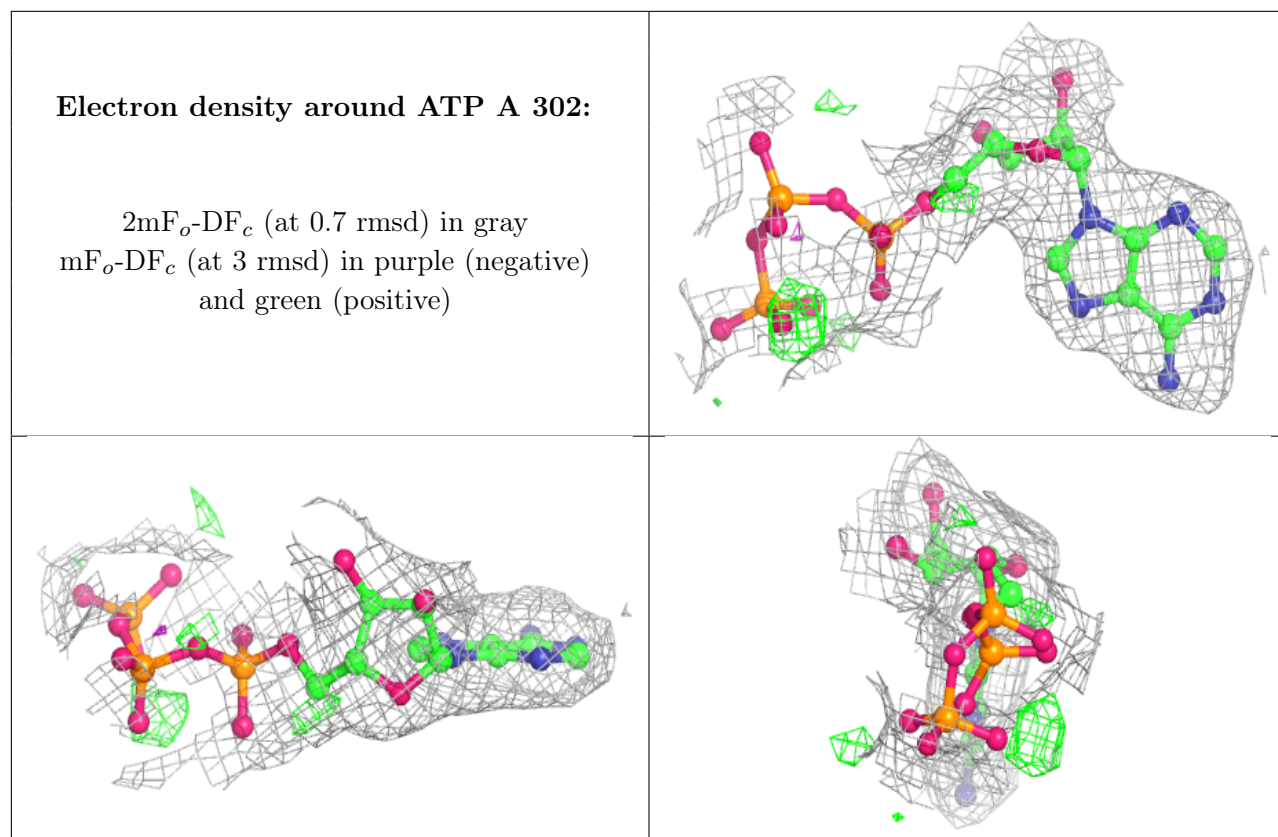 Electron density around ATP A 302:
2mFo-DFc (at 0.7 rmsd) in gray
mFo-DFc (at 3 rmsd) in purple (negative)
and green (positive)